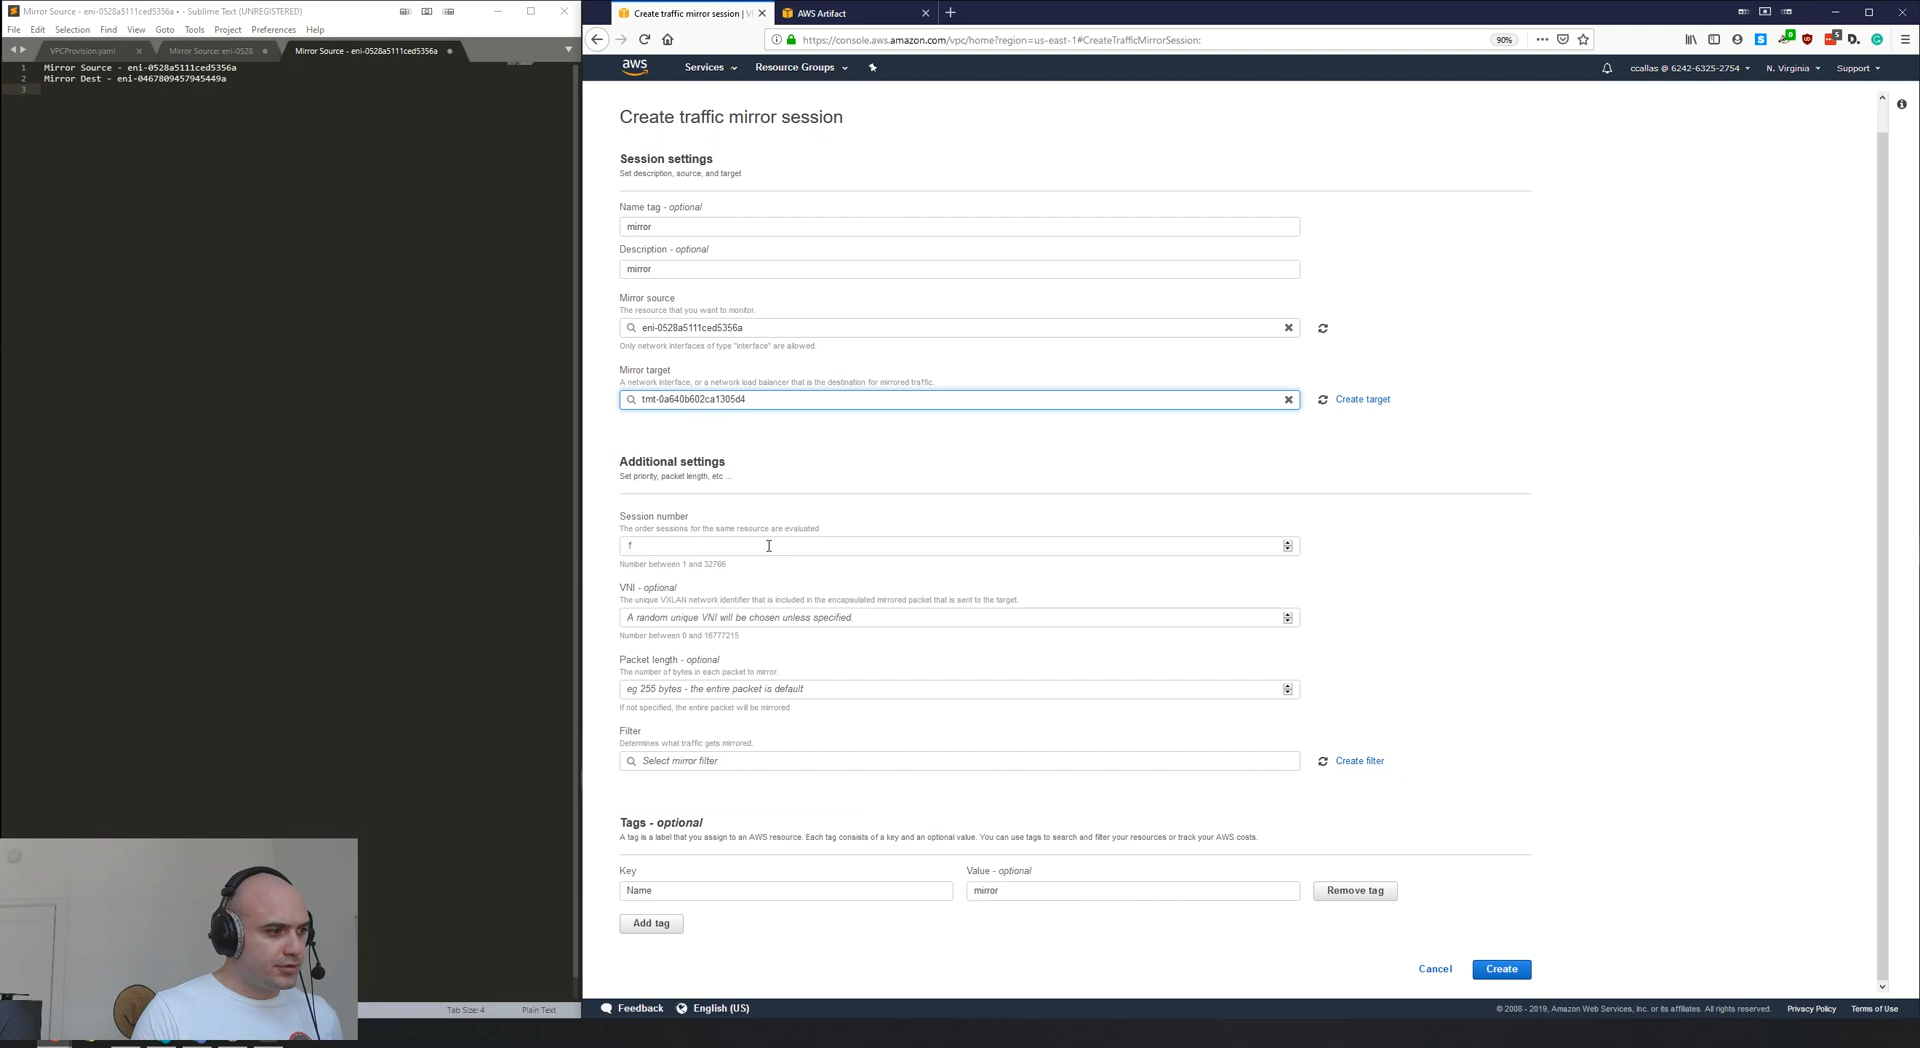 Mirror Source - eni-0528a5111ced5356a • - Sublime Text (UNREGISTERED)
File Edit Selection Find View Goto Tools Project Preferences Help
VPCProvision.yaml
Mirror Source: eni-0528
Mirror Source - eni-0528a5111ced5356a
1 Mirror Source - eni-0528a5111ced5356a
2 Mirror Dest - eni-0467809457945449a
3
Tab Size: 4 Plain Text
Create traffic mirror session | V
AWS Artifact
https://console.aws.amazon.com/vpc/home?region=us-east-1#CreateTrafficMirrorSession:
90%
aws Services Resource Groups
ccallas @ 6242-6325-2754 N. Virginia Support
Create traffic mirror session
Session settings
Set description, source, and target
Name tag - optional
mirror
Description - optional
mirror
Mirror source
The resource that you want to monitor.
eni-0528a5111ced5356a
Only network interfaces of type "interface" are allowed.
Mirror target
A network interface, or a network load balancer that is the destination for mirrored traffic.
tmt-0a640b602ca1305d4
Create target
Additional settings
Set priority, packet length, etc ...
Session number
The order sessions for the same resource are evaluated
1
Number between 1 and 32766
VNI - optional
The unique VXLAN network identifier that is included in the encapsulated mirrored packet that is sent to the target.
A random unique VNI will be chosen unless specified.
Number between 0 and 16777215
Packet length - optional
The number of bytes in each packet to mirror.
eg 255 bytes - the entire packet is default
If not specified, the entire packet will be mirrored
Filter
Determines what traffic gets mirrored.
Select mirror filter
Create filter
Tags - optional
A tag is a label that you assign to an AWS resource. Each tag consists of a key and an optional value. You can use tags to search and filter your resources or track your AWS costs.
Key
Value - optional
Name
mirror
Remove tag
Add tag
Cancel
Create
Feedback English (US)
© 2008 - 2019, Amazon Web Services, Inc. or its affiliates. All rights reserved. Privacy Policy Terms of Use